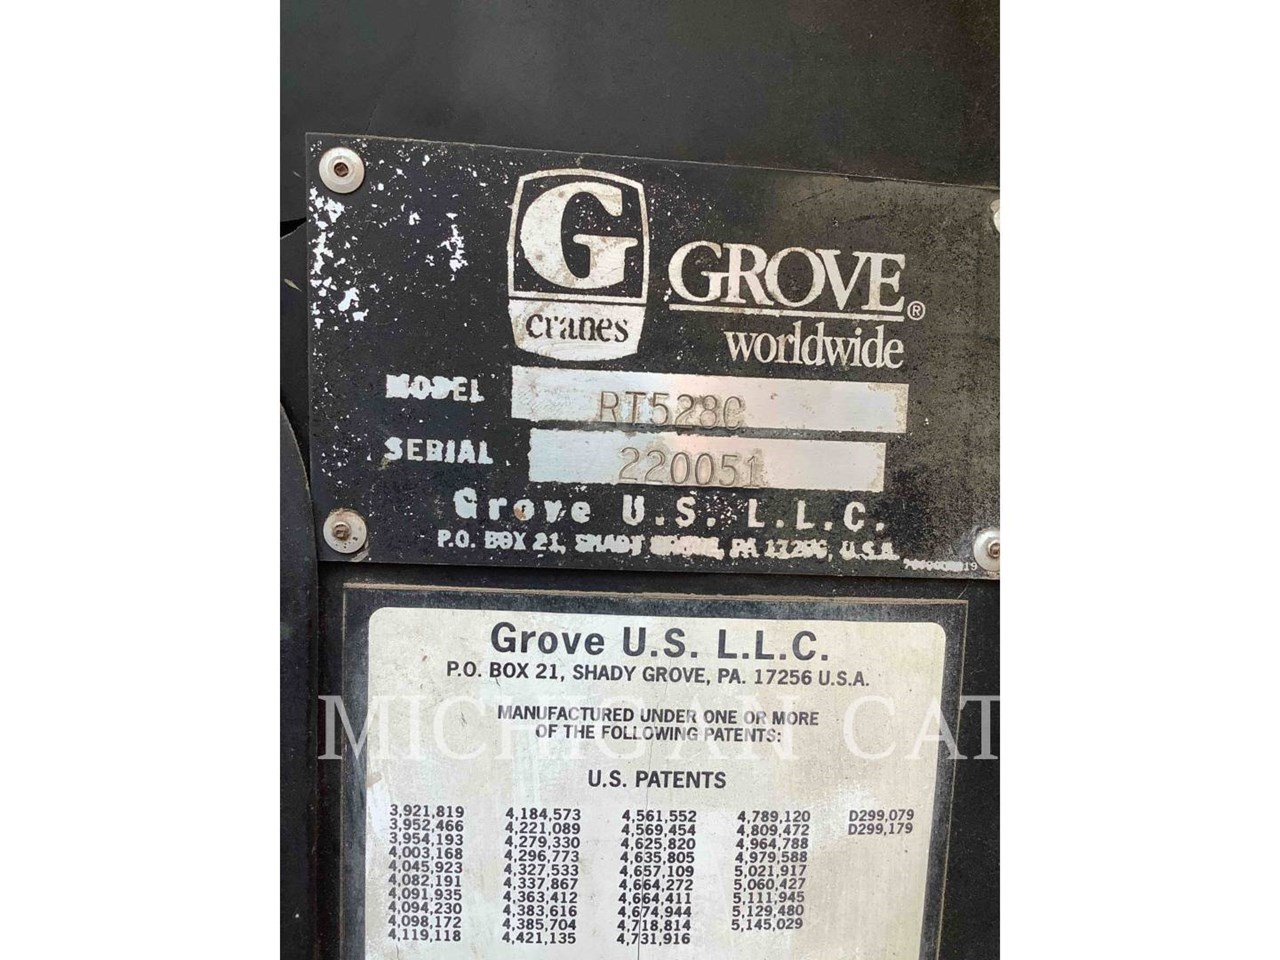 G
cranes
GROVE®
worldwide
MODEL RT528C
SERIAL 220051
Grove U.S. L.L.C.
P.O. BOX 21, SHADY GROVE, PA 17256, U.S.A.
Grove U.S. L.L.C.
P.O. BOX 21, SHADY GROVE, PA. 17256 U.S.A.
MANUFACTURED UNDER ONE OR MORE
OF THE FOLLOWING PATENTS:
MICHIGAN CAT
U.S. PATENTS
3,921,819 4,184,573 4,561,552 4,789,120 D299,079
3,952,466 4,221,089 4,569,454 4,809,472 D299,179
3,954,193 4,279,330 4,625,820 4,964,788
4,003,168 4,296,773 4,635,805 4,979,588
4,045,923 4,327,533 4,657,109 5,021,917
4,082,191 4,337,867 4,664,272 5,060,427
4,091,935 4,363,412 4,664,411 5,111,945
4,094,230 4,383,616 4,674,944 5,129,480
4,098,172 4,385,704 4,718,814 5,145,029
4,119,118 4,421,135 4,731,916